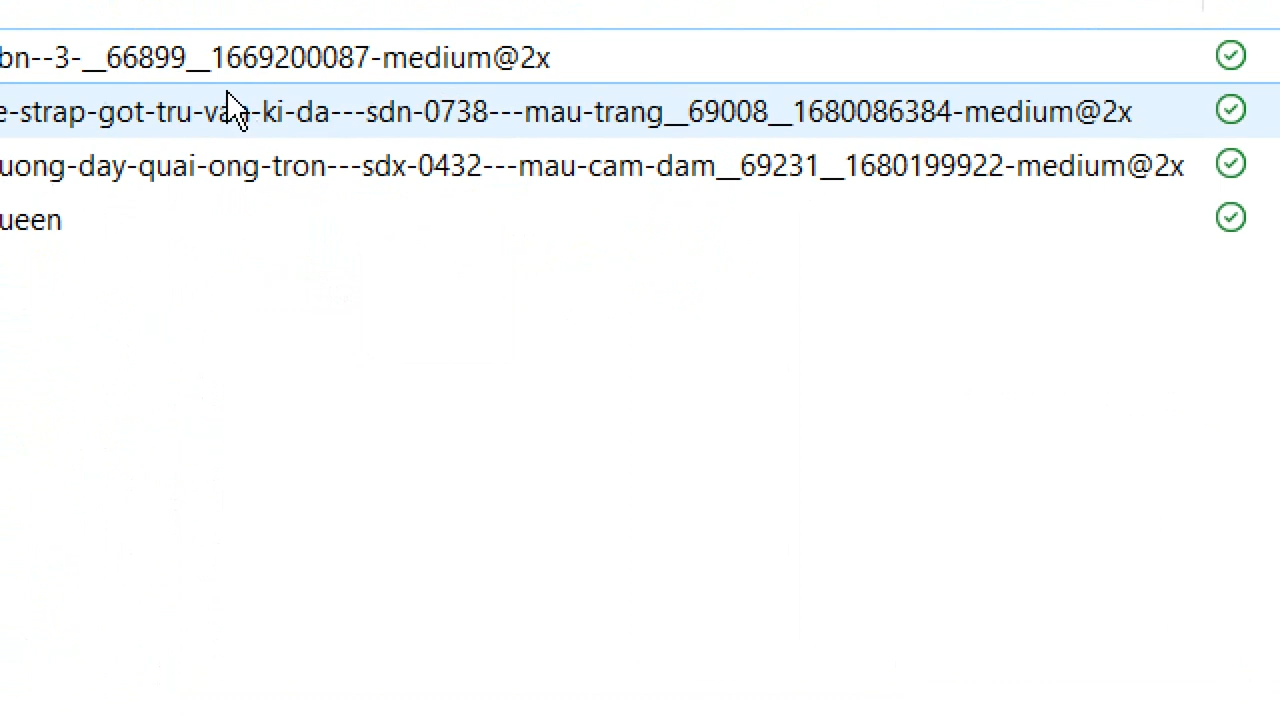 bn--3-__66899__1669200087-medium@2x
e-strap-got-tru-van-ki-da---sdn-0738---mau-trang__69008__1680086384-medium@2x
uong-day-quai-ong-tron---sdx-0432---mau-cam-dam__69231__1680199922-medium@2x
ueen